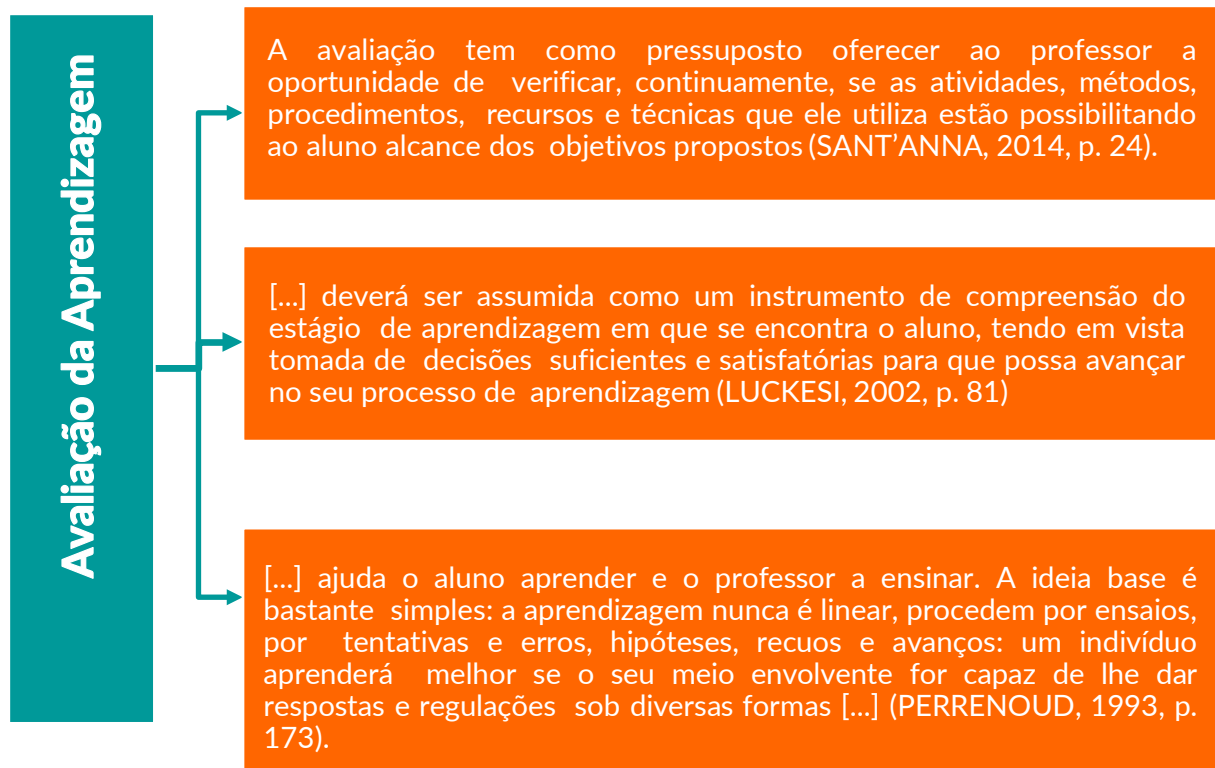 Avaliação da Aprendizagem
A avaliação tem como pressuposto oferecer ao professor a
oportunidade de verificar, continuamente, se as atividades, métodos,
procedimentos, recursos e técnicas que ele utiliza estão possibilitando
ao aluno alcance dos objetivos propostos (SANT’ANNA, 2014, p. 24).
[...] deverá ser assumida como um instrumento de compreensão do
estágio de aprendizagem em que se encontra o aluno, tendo em vista
tomada de decisões suficientes e satisfatórias para que possa avançar
no seu processo de aprendizagem (LUCKESI, 2002, p. 81)
[...] ajuda o aluno aprender e o professor a ensinar. A ideia base é
bastante simples: a aprendizagem nunca é linear, procedem por ensaios,
por tentativas e erros, hipóteses, recuos e avanços: um indivíduo
aprenderá melhor se o seu meio envolvente for capaz de lhe dar
respostas e regulações sob diversas formas [...] (PERRENOUD, 1993, p.
173).